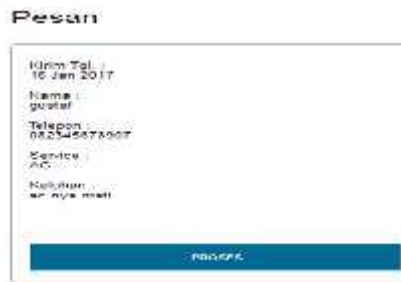 Pesan
Kirim Tgl. :
16 Jan 2017
Nama :
gustaf
Telepon :
Service :
AC
Keluhan :
ac nya mati
PROSES